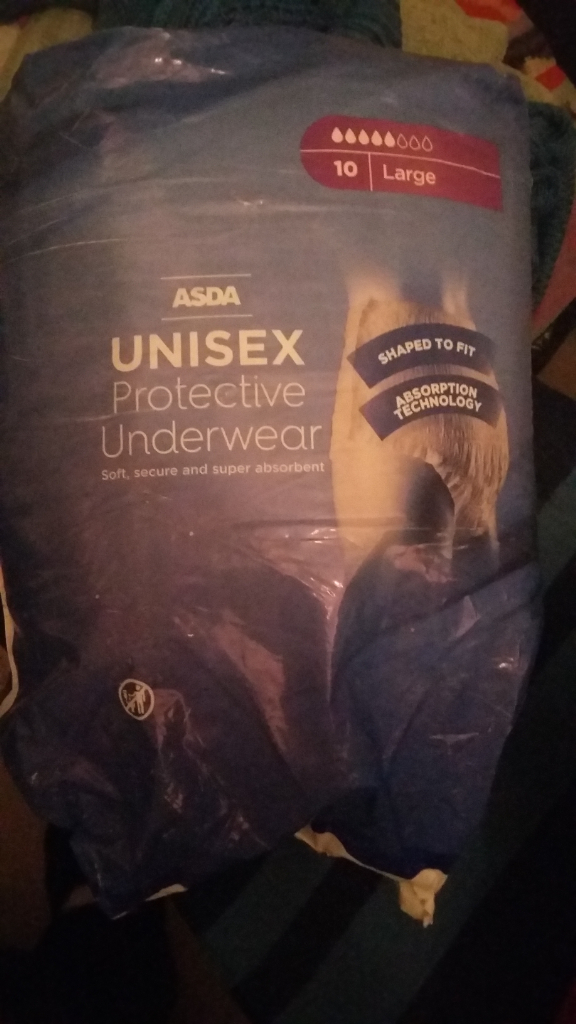 10 Large
ASDA
UNISEX
Protective
Underwear
Soft, secure and super absorbent
SHAPED TO FIT
ABSORPTION
TECHNOLOGY